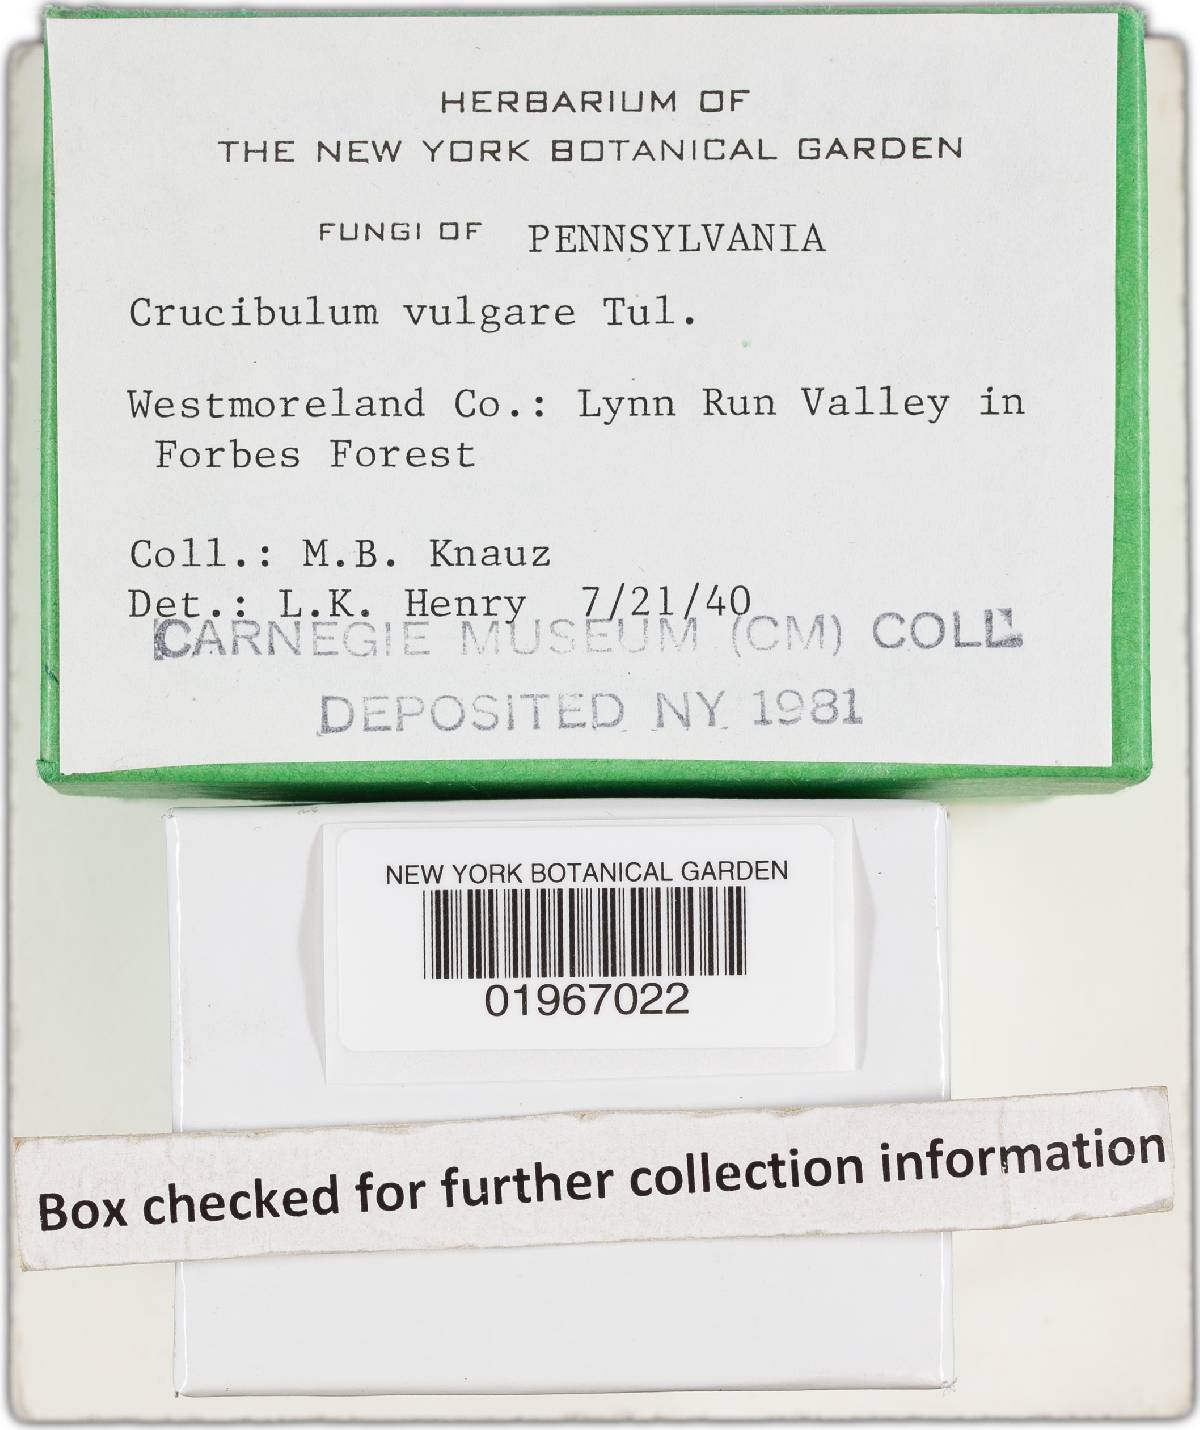 HERBARIUM OF
THE NEW YORK BOTANICAL GARDEN
FUNGI OF PENNSYLVANIA
Crucibulum vulgare Tul.
Westmoreland Co.: Lynn Run Valley in
Forbes Forest
Coll.: M.B. Knauz
Det.: L.K. Henry 7/21/40
CARNEGIE MUSEUM (CM) COLL.
DEPOSITED NY 1981
NEW YORK BOTANICAL GARDEN
01967022
Box checked for further collection information